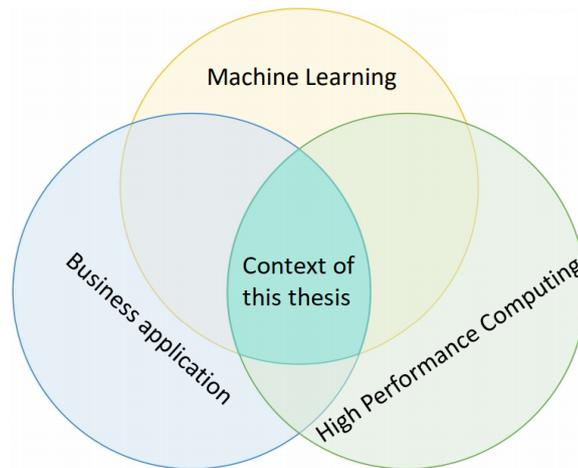 Machine Learning
Context of
this thesis
Business application
High Performance Computing